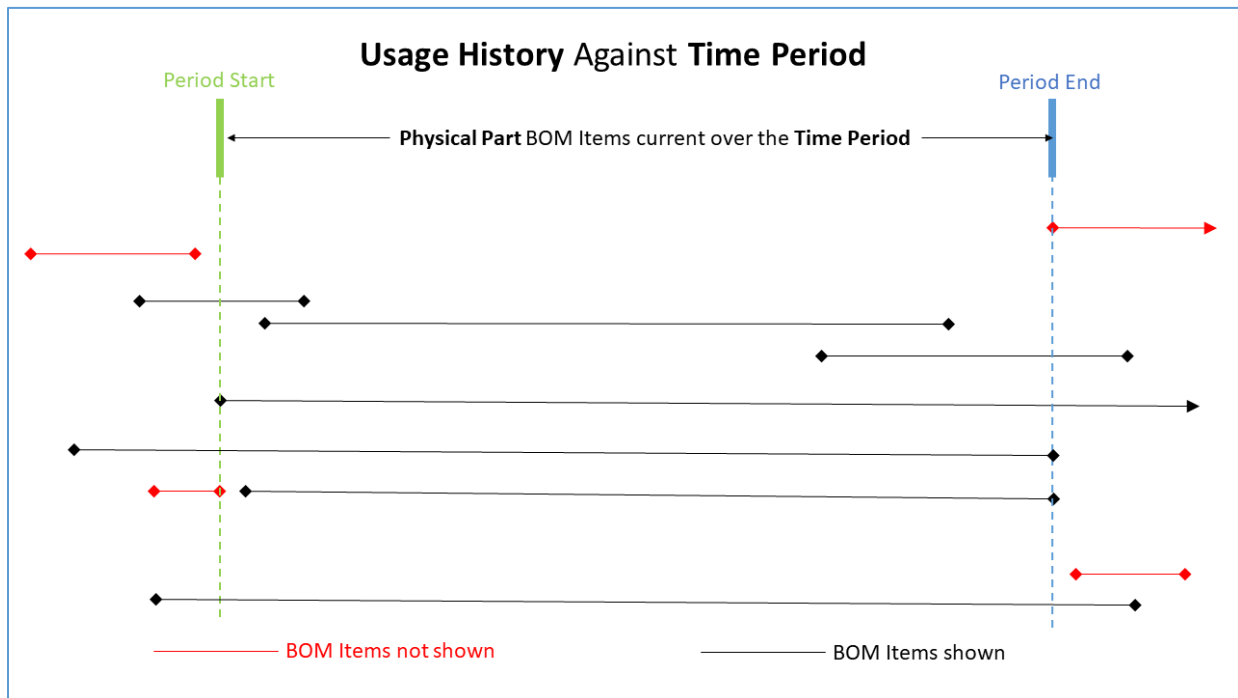 Usage History Against Time Period
Period Start
Period End
Physical Part BOM Items current over the Time Period
BOM Items not shown
BOM Items shown